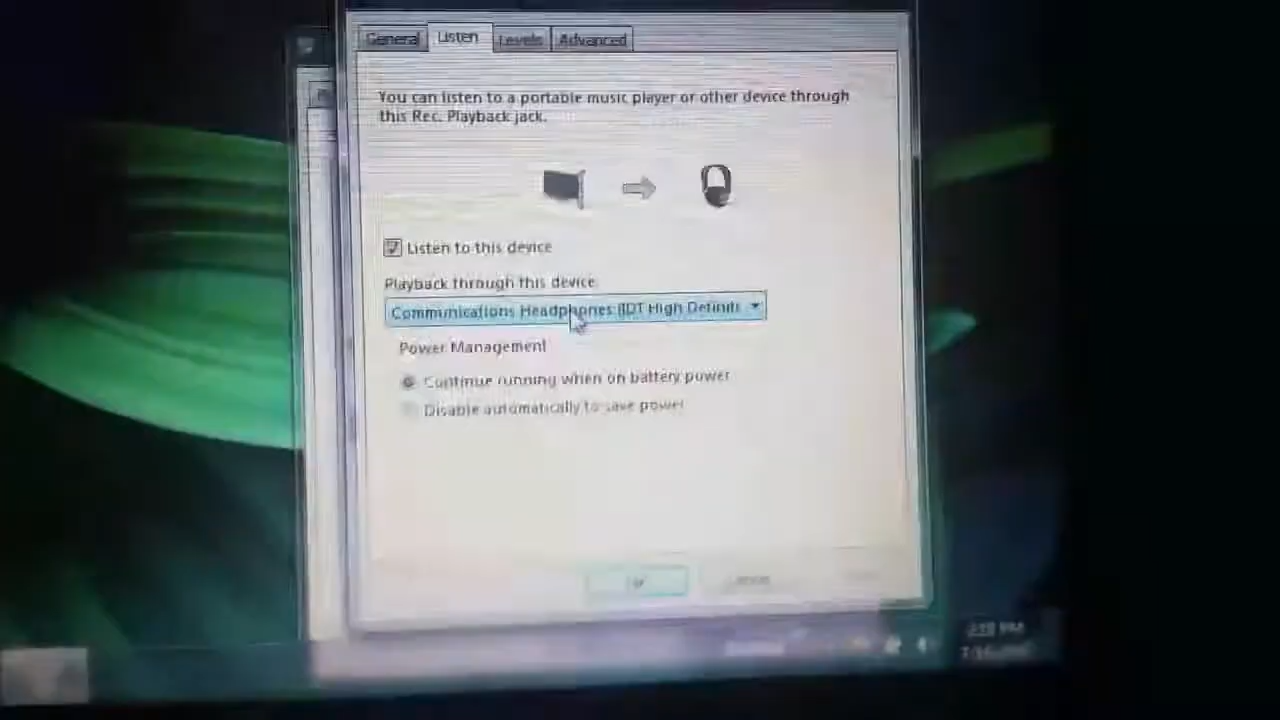 General Listen Levels Advanced
You can listen to a portable music player or other device through
this Rec. Playback jack.
Listen to this device
Playback through this device:
Communications Headphones (IDT High Definiti
Power Management
Continue running when on battery power
Disable automatically to save power